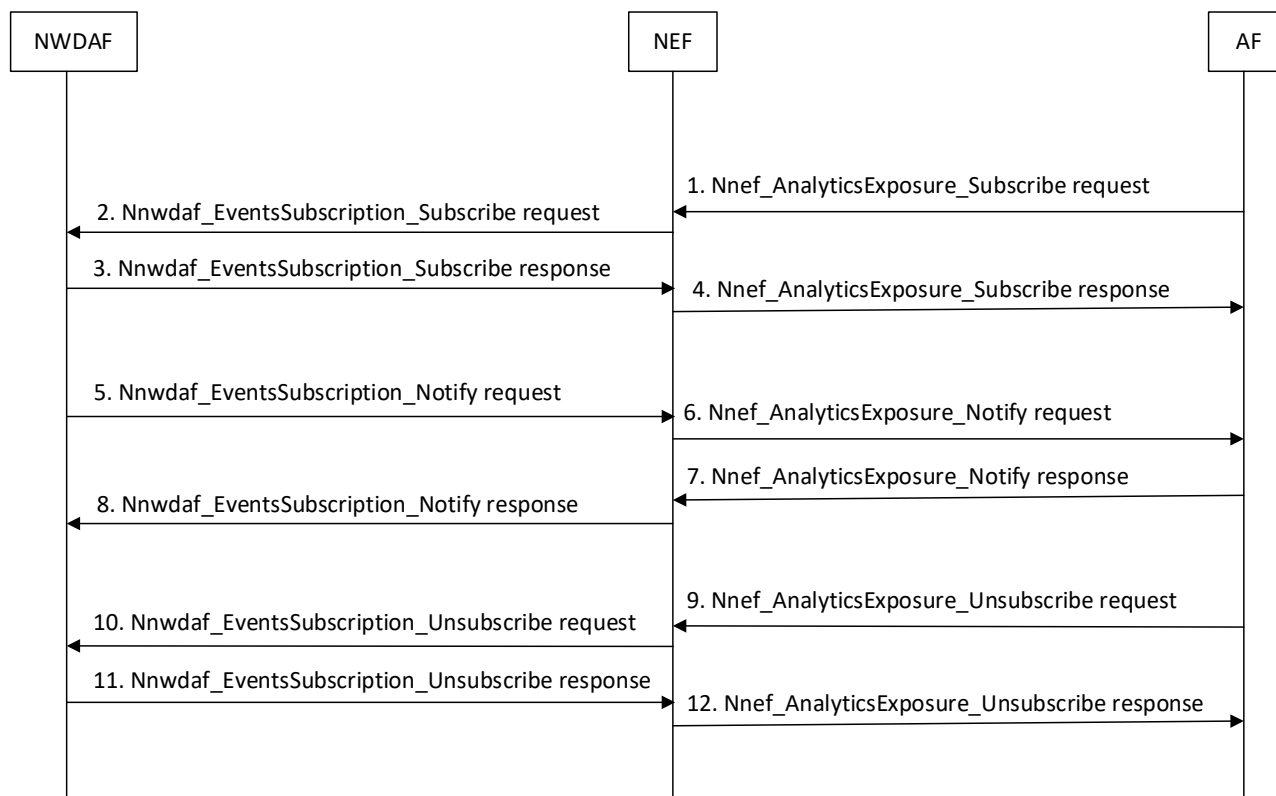 NWDAF
NEF
AF
1. Nnef_AnalyticsExposure_Subscribe request
2. Nnwdaf_EventsSubscription_Subscribe request
3. Nnwdaf_EventsSubscription_Subscribe response
4. Nnef_AnalyticsExposure_Subscribe response
5. Nnwdaf_EventsSubscription_Notify request
6. Nnef_AnalyticsExposure_Notify request
7. Nnef_AnalyticsExposure_Notify response
8. Nnwdaf_EventsSubscription_Notify response
9. Nnef_AnalyticsExposure_Unsubscribe request
10. Nnwdaf_EventsSubscription_Unsubscribe request
11. Nnwdaf_EventsSubscription_Unsubscribe response
12. Nnef_AnalyticsExposure_Unsubscribe response